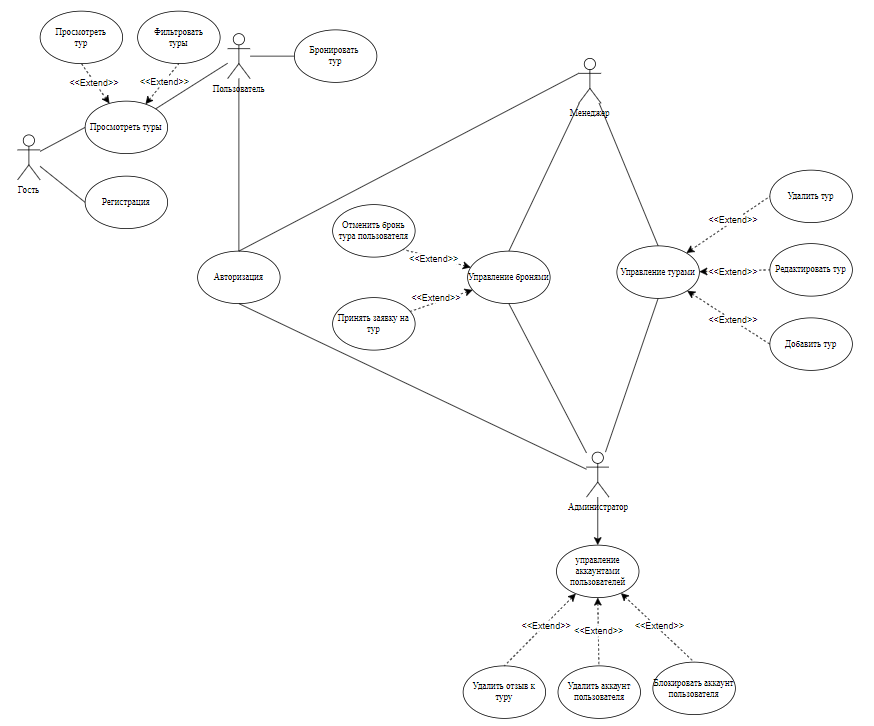 Просмотреть
тур
Фильтровать
туры
<<Extend>>
<<Extend>>
Пользователь
Бронировать
тур
Менеджер
Просмотреть туры
Гость
Регистрация
Авторизация
Отменить бронь
тура пользователя
<<Extend>>
Управление бронями
<<Extend>>
Принять заявку на
тур
Управление турами
<<Extend>>
Удалить тур
<<Extend>>
Редактировать тур
<<Extend>>
Добавить тур
Администратор
управление
аккаунтами
пользователей
<<Extend>>
<<Extend>>
<<Extend>>
Удалить отзыв к
туру
Удалить аккаунт
пользователя
Блокировать аккаунт
пользователя